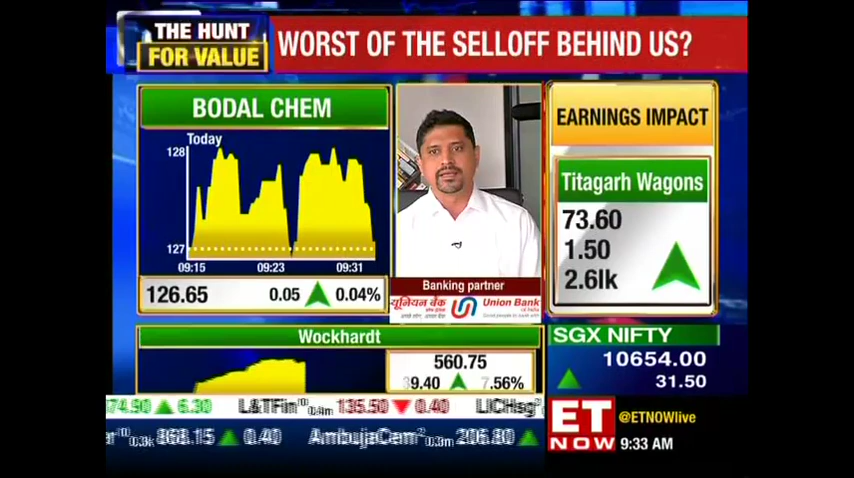 THE HUNT
FOR VALUE
WORST OF THE SELLOFF BEHIND US?
BODAL CHEM
Today
128
127
09:15 09:23 09:31
126.65 0.05 0.04%
Banking partner
यूनियन बैंक
Union Bank
EARNINGS IMPACT
Titagarh Wagons
73.60
1.50
2.6lk
Wockhardt
560.75
39.40 7.56%
SGX NIFTY
10654.00
31.50
6.30 L&TFin 135.50 0.40 LICHsg
868.15 0.40 AmbujaCem 206.80
ET
NOW
@ETNOWlive
9:33 AM